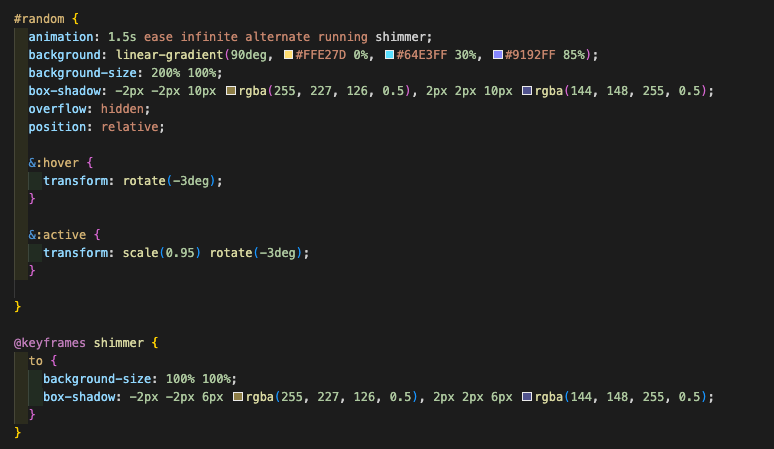 #random {
  animation: 1.5s ease infinite alternate running shimmer;
  background: linear-gradient(90deg, #FFE27D 0%, #64E3FF 30%, #9192FF 85%);
  background-size: 200% 100%;
  box-shadow: -2px -2px 10px rgba(255, 227, 126, 0.5), 2px 2px 10px rgba(144, 148, 255, 0.5);
  overflow: hidden;
  position: relative;

  &:hover {
    transform: rotate(-3deg);
  }

  &:active {
    transform: scale(0.95) rotate(-3deg);
  }

}

@keyframes shimmer {
  to {
    background-size: 100% 100%;
    box-shadow: -2px -2px 6px rgba(255, 227, 126, 0.5), 2px 2px 6px rgba(144, 148, 255, 0.5);
  }
}